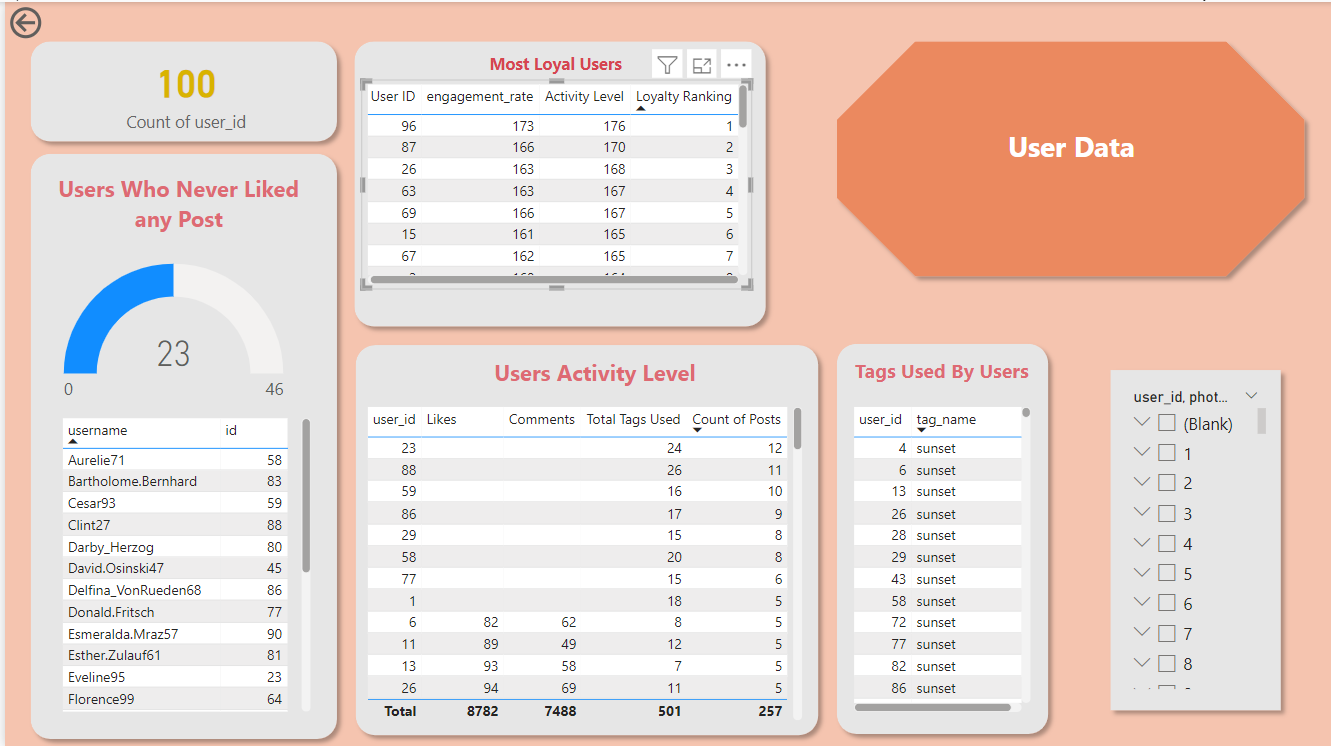 100
Count of user_id
Users Who Never Liked
any Post
23
0 46
username id
Aurelie71 58
Bartholome.Bernhard 83
Cesar93 59
Clint27 88
Darby_Herzog 80
David.Osinski47 45
Delfina_VonRueden68 86
Donald.Fritsch 77
Esmeralda.Mraz57 90
Esther.Zulauf61 81
Eveline95 23
Florence99 64
Most Loyal Users
User ID engagement_rate Activity Level Loyalty Ranking
96 173 176 1
87 166 170 2
26 163 168 3
63 163 167 4
69 166 167 5
15 161 165 6
67 162 165 7
User Data
Users Activity Level
user_id Likes Comments Total Tags Used Count of Posts
23 24 12
88 26 11
59 16 10
86 17 9
29 15 8
58 20 8
77 15 6
1 18 5
6 82 62 8 5
11 89 49 12 5
13 93 58 7 5
26 94 69 11 5
Total 8782 7488 501 257
Tags Used By Users
user_id tag_name
4 sunset
6 sunset
13 sunset
26 sunset
28 sunset
29 sunset
43 sunset
58 sunset
72 sunset
77 sunset
82 sunset
86 sunset
user_id, phot...
(Blank)
1
2
3
4
5
6
7
8